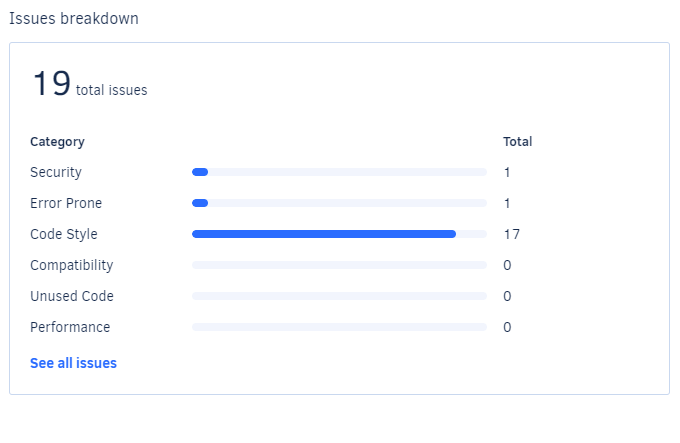 Issues breakdown
19 total issues
Category Total
Security 1
Error Prone 1
Code Style 17
Compatibility 0
Unused Code 0
Performance 0
See all issues